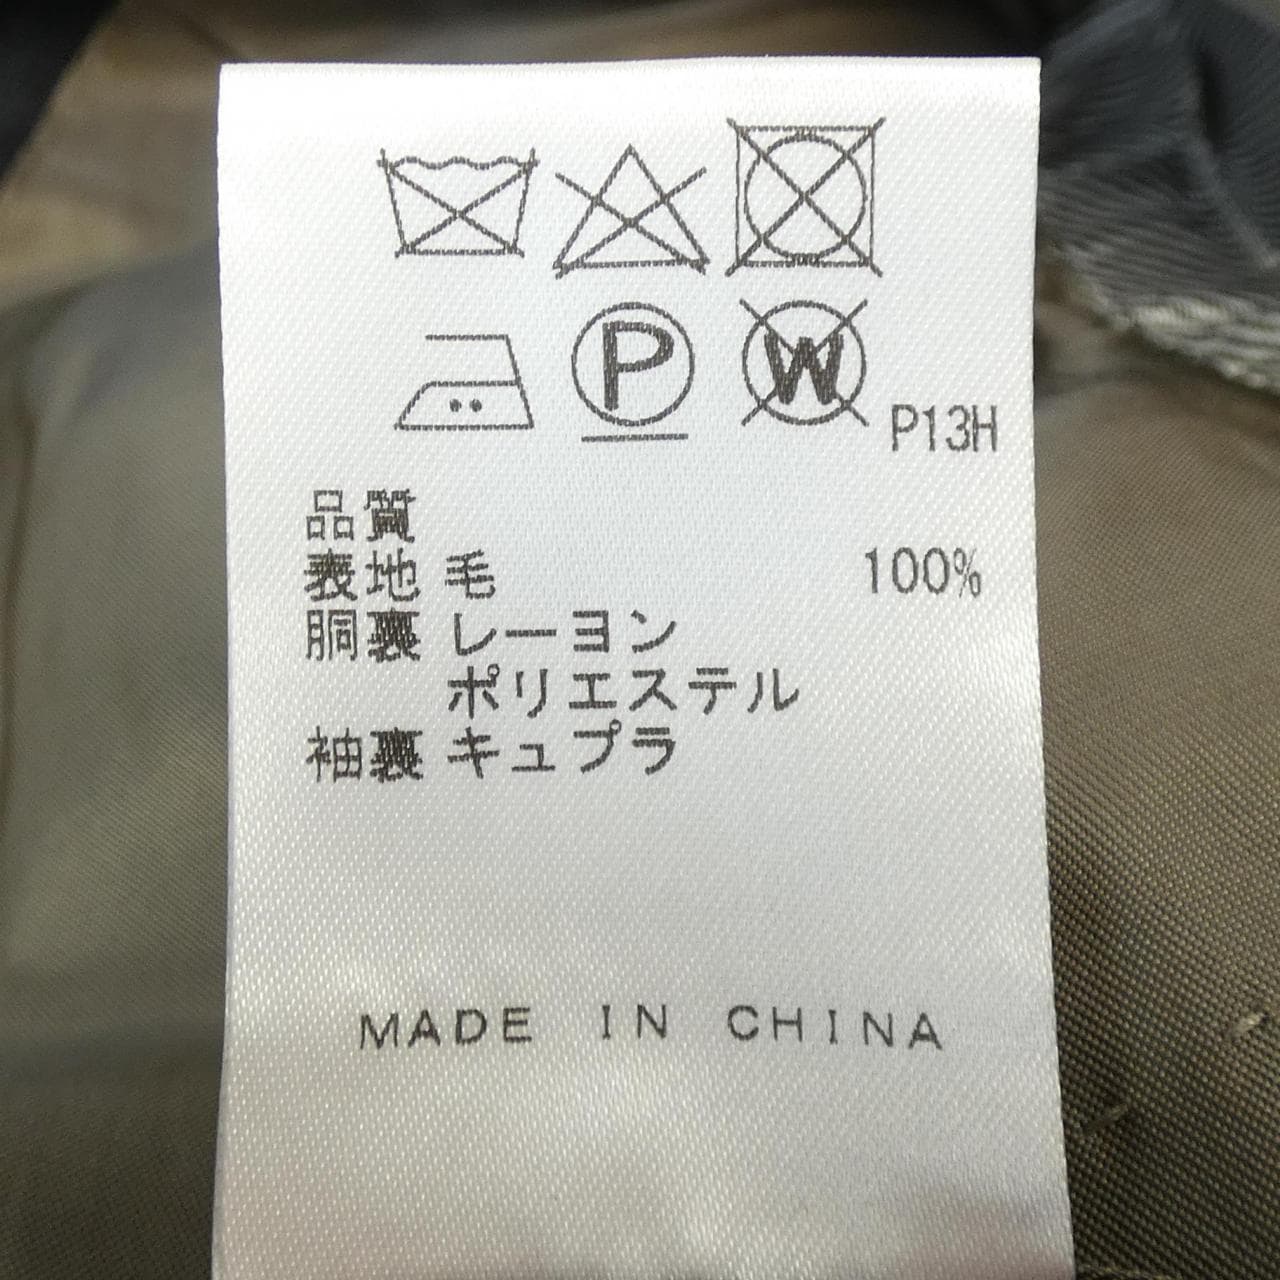 P
W
P13H
品質
表地 毛 100%
胴裏 レーヨン
ポリエステル
袖裏 キュプラ
MADE IN CHINA